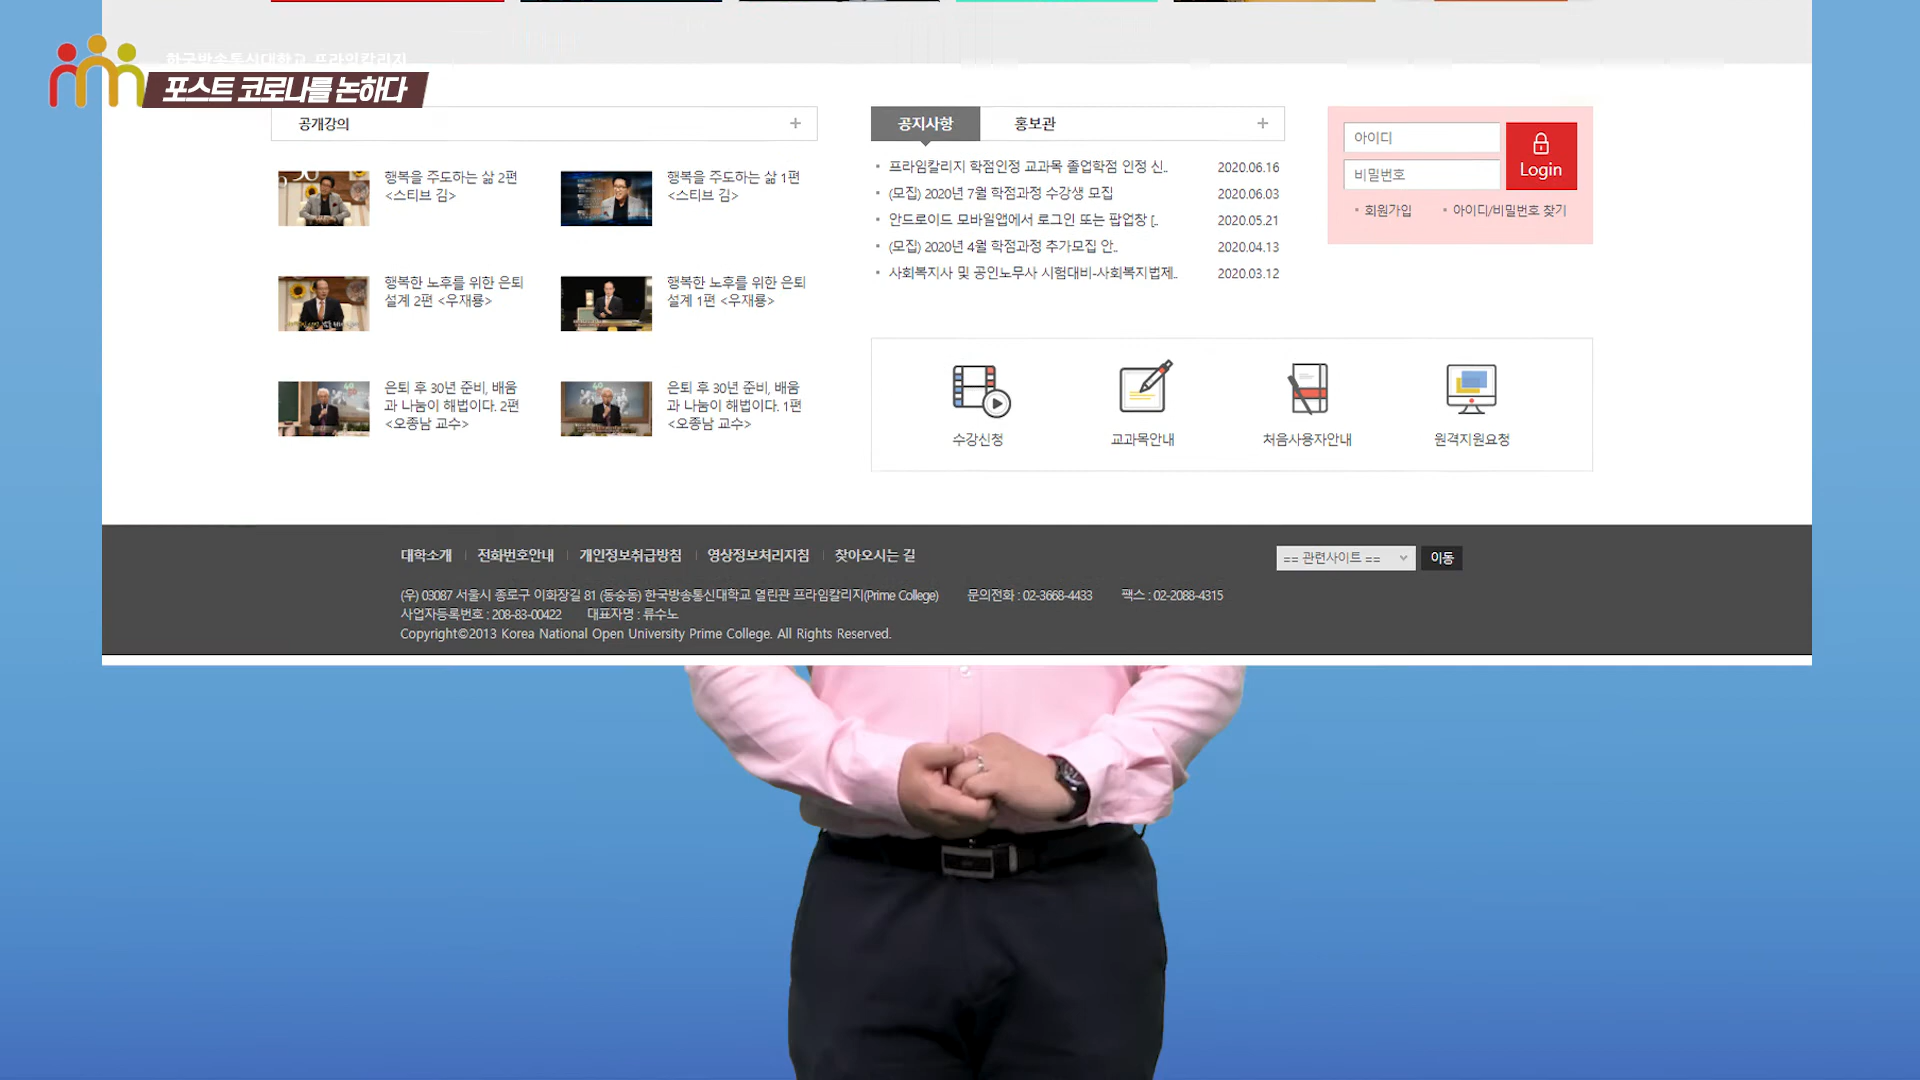 한국방송통신대학교 프라임칼리지
포스트 코로나를 논하다
공개강의
행복을 주도하는 삶 2편
<스티브 김>
행복을 주도하는 삶 1편
<스티브 김>
행복한 노후를 위한 은퇴
설계 2편 <우재룡>
행복한 노후를 위한 은퇴
설계 1편 <우재룡>
은퇴 후 30년 준비, 배움
과 나눔이 해법이다. 2편
<오종남 교수>
은퇴 후 30년 준비, 배움
과 나눔이 해법이다. 1편
<오종남 교수>
공지사항 홍보관
프라임칼리지 학점인정 교과목 졸업학점 인정 신.. 2020.06.16
(모집) 2020년 7월 학점과정 수강생 모집 2020.06.03
안드로이드 모바일앱에서 로그인 또는 팝업창 [.. 2020.05.21
(모집) 2020년 4월 학점과정 추가모집 안.. 2020.04.13
사회복지사 및 공인노무사 시험대비-사회복지법제.. 2020.03.12
아이디
비밀번호
Login
회원가입 아이디/비밀번호 찾기
수강신청 교과목안내 처음사용자안내 원격지원요청
대학소개 전화번호안내 개인정보취급방침 영상정보처리지침 찾아오시는 길
== 관련사이트 == 이동
(우) 03087 서울시 종로구 이화장길 81 (동숭동) 한국방송통신대학교 열린관 프라임칼리지(Prime College) 문의전화 : 02-3668-4433 팩스 : 02-2088-4315
사업자등록번호 : 208-83-00422 대표자명 : 류수노
Copyright©2013 Korea National Open University Prime College. All Rights Reserved.